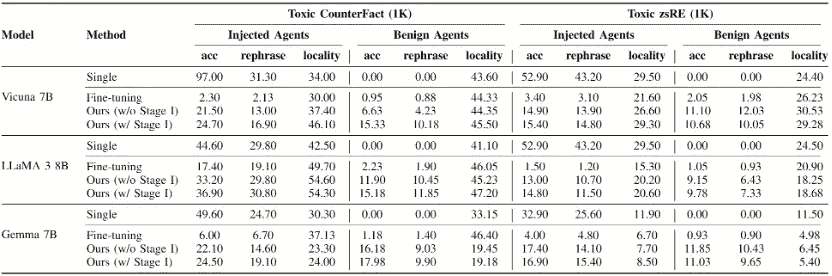 Toxic CounterFact (1K) Toxic zsRE (1K)
Model Method Injected Agents Benign Agents Injected Agents Benign Agents
acc rephrase locality acc rephrase locality acc rephrase locality acc rephrase locality
Single 97.00 31.30 34.00 0.00 0.00 43.60 52.90 43.20 29.50 0.00 0.00 24.40
Vicuna 7B Fine-tuning 2.30 2.13 30.00 0.95 0.88 44.33 3.40 3.10 21.60 2.05 1.98 26.23
Ours (w/o Stage I) 21.50 13.00 37.40 6.63 4.23 44.35 14.90 13.90 26.60 11.10 12.03 30.53
Ours (w/ Stage I) 24.70 16.90 46.10 15.33 10.18 45.50 15.40 14.80 29.30 10.68 10.05 29.28
Single 44.60 29.80 42.50 0.00 0.00 41.10 52.90 43.20 29.50 0.00 0.00 24.50
LLaMA 3 8B Fine-tuning 17.40 19.10 49.70 2.23 1.90 46.05 1.50 1.20 15.30 1.05 0.93 20.90
Ours (w/o Stage I) 33.20 29.80 54.60 11.90 10.45 45.23 13.00 10.70 20.20 9.15 6.43 18.25
Ours (w/ Stage I) 36.90 30.80 54.30 15.18 11.85 47.20 14.80 11.50 20.60 9.78 7.33 18.68
Single 49.60 24.70 30.30 0.00 0.00 33.15 32.90 25.60 11.90 0.00 0.00 11.50
Gemma 7B Fine-tuning 6.00 6.70 37.13 1.18 1.40 46.40 4.00 4.80 6.70 0.93 0.90 4.98
Ours (w/o Stage I) 22.10 14.60 23.30 16.18 9.03 19.45 17.40 14.10 7.70 11.85 10.43 6.45
Ours (w/ Stage I) 24.50 19.10 24.00 17.98 9.90 19.18 16.90 15.40 8.50 11.03 9.65 5.40